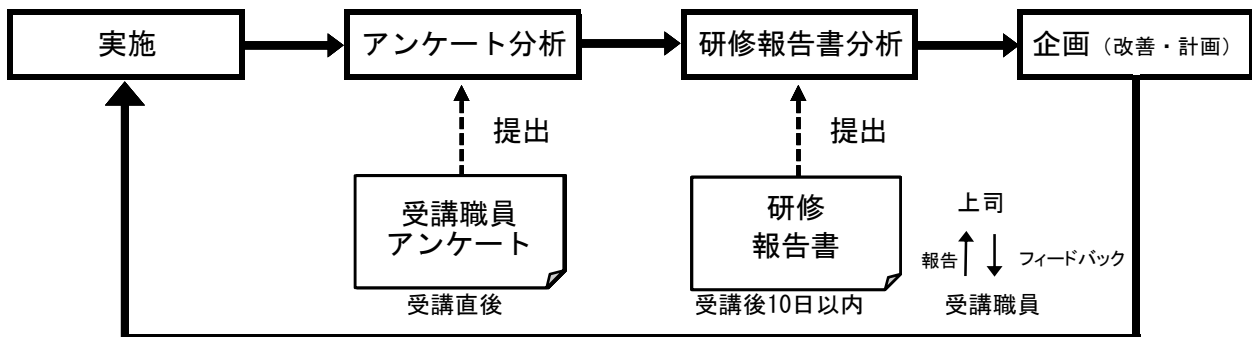 実施
アンケート分析
研修報告書分析
企画（改善・計画）
提出
提出
受講職員
アンケート
研修
報告書
上司
報告
フィードバック
受講直後
受講後10日以内
受講職員